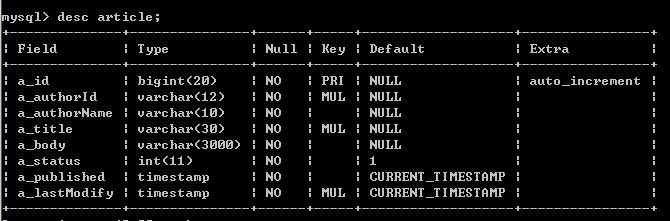 mysql> desc article;
+--------------+---------------+------+-----+-------------------+----------------+
| Field | Type | Null | Key | Default | Extra |
+--------------+---------------+------+-----+-------------------+----------------+
| a_id | bigint(20) | NO | PRI | NULL | auto_increment |
| a_authorId | varchar(12) | NO | MUL | NULL | |
| a_authorName | varchar(10) | NO | | NULL | |
| a_title | varchar(30) | NO | MUL | NULL | |
| a_body | varchar(3000) | NO | | NULL | |
| a_status | int(11) | NO | | 1 | |
| a_published | timestamp | NO | | CURRENT_TIMESTAMP | |
| a_lastModify | timestamp | NO | MUL | CURRENT_TIMESTAMP | |
+--------------+---------------+------+-----+-------------------+----------------+